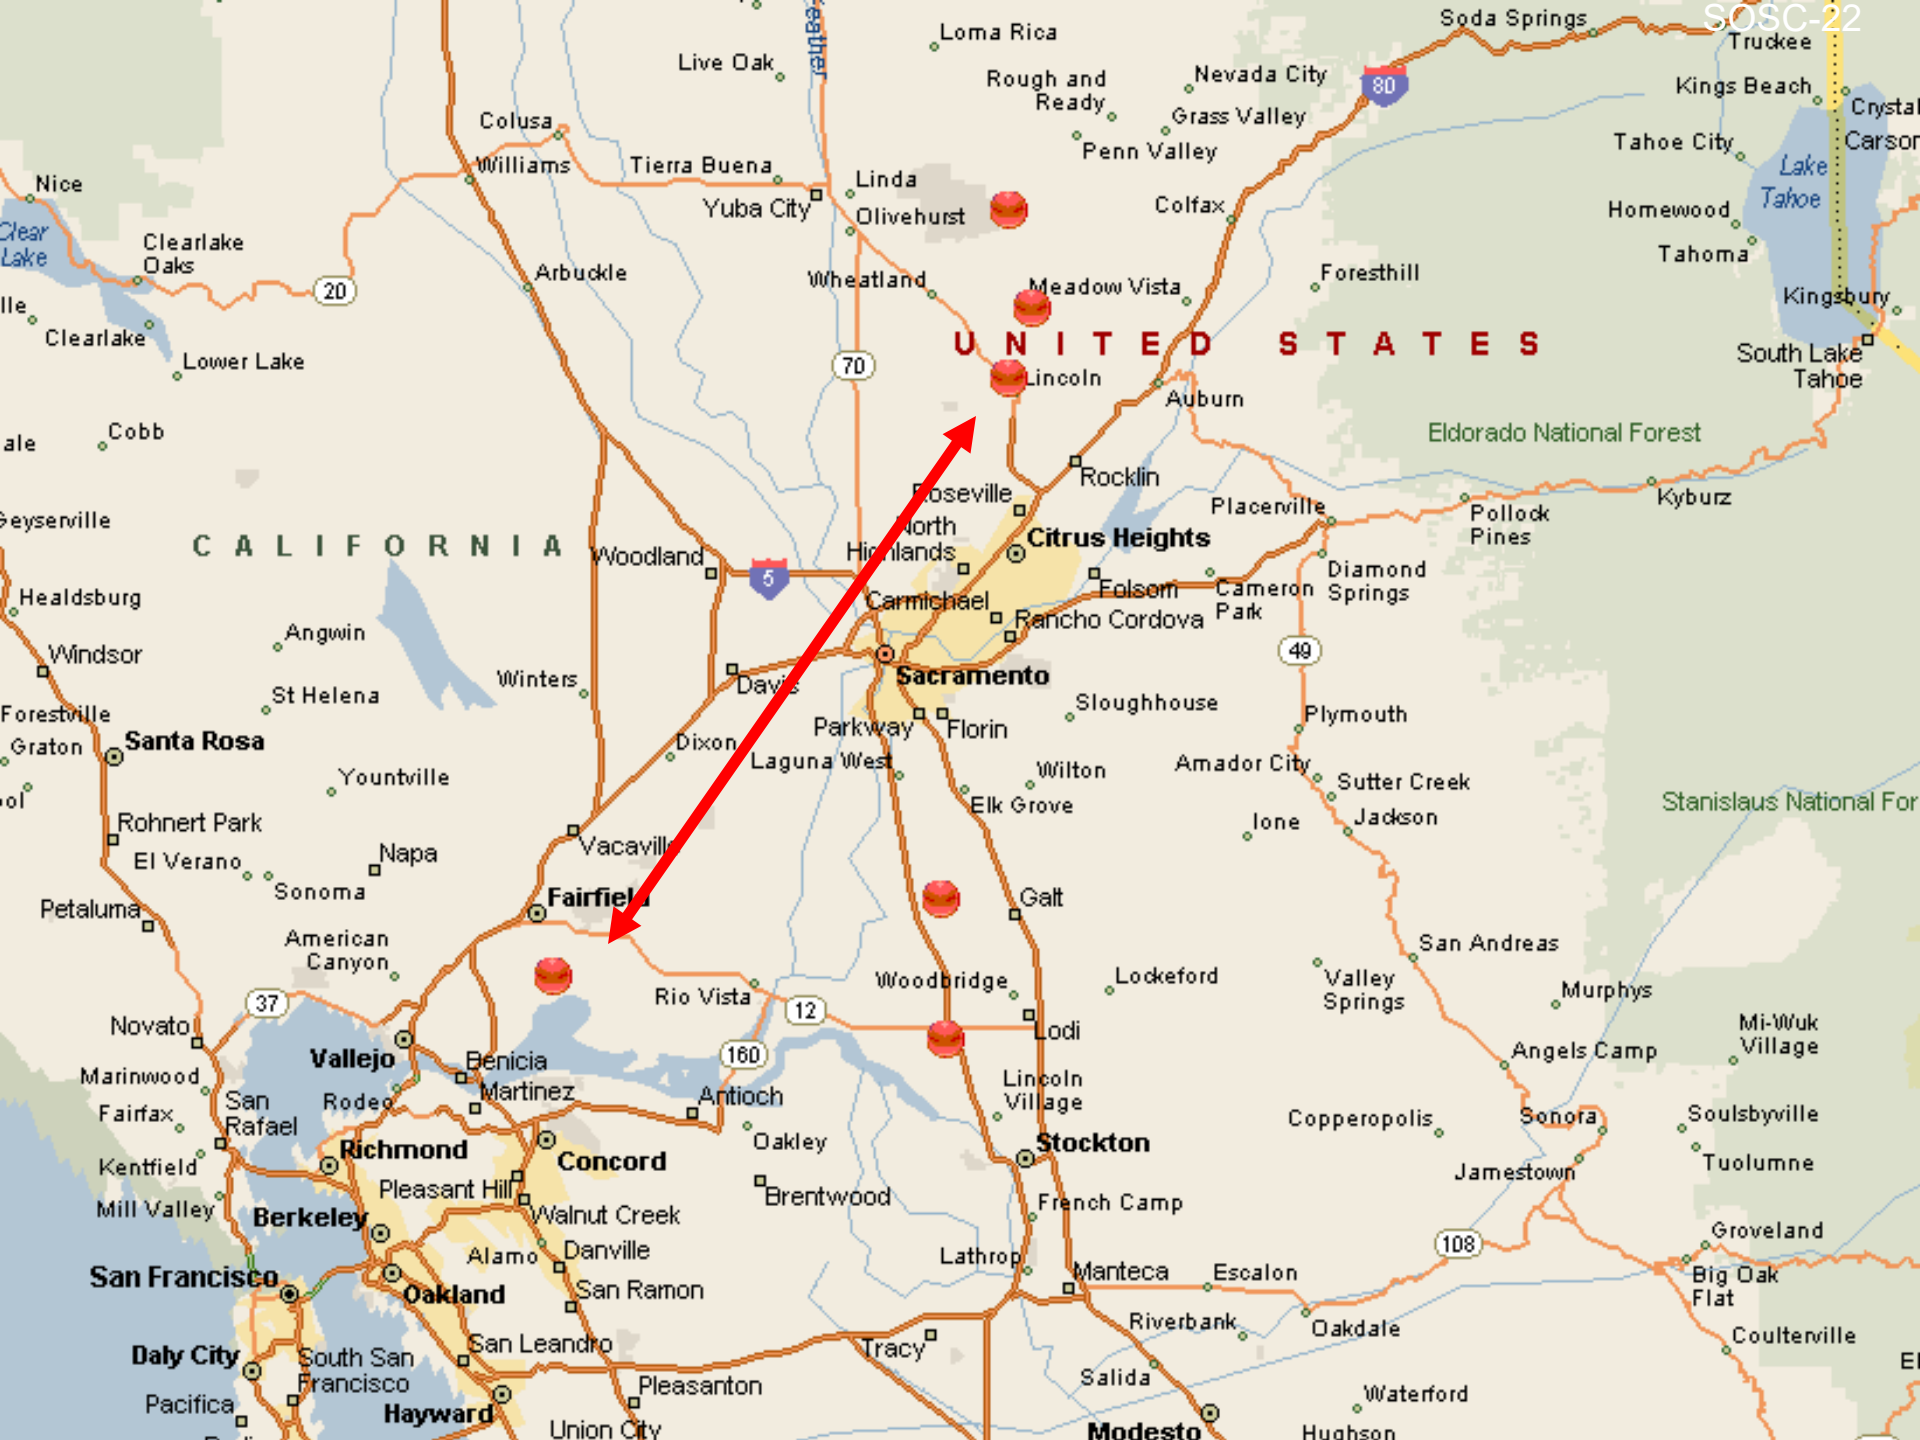 SOSC-22
Soda Springs
Truckee
Loma Rica
Feather
Live Oak
Rough and
Ready
Nevada City
80
Kings Beach
Crystal
Grass Valley
Colusa
Tahoe City
Carson
Penn Valley
Williams
Tierra Buena
Lake
Tahoe
Nice
Linda
Yuba City
Olivehurst
Colfax
Homewood
Clear
Lake
Clearlake
Oaks
Tahoma
Arbuckle
Wheatland
Meadow Vista
Foresthill
20
Kingsbury
lle
Clearlake
UNITED STATES
Lower Lake
70
South Lake
Tahoe
Lincoln
Auburn
Cobb
ale
Eldorado National Forest
Rocklin
Roseville
Kyburz
Placerville
Pollock
Pines
Geyserville
North
Highlands
Citrus Heights
CALIFORNIA
Woodland
5
Diamond
Springs
Folsom
Cameron
Park
Healdsburg
Carmichael
Rancho Cordova
Angwin
Windsor
49
Sacramento
Winters
Davis
St Helena
Sloughhouse
Forestville
Plymouth
Parkway
Florin
Santa Rosa
Graton
Dixon
Laguna West
Wilton
Amador City
Yountville
Sutter Creek
ol
Elk Grove
Stanislaus National For
Rohnert Park
Ione
Jackson
Vacaville
Napa
El Verano
Sonoma
Fairfield
Galt
Petaluma
American
Canyon
San Andreas
Woodbridge
Lockeford
Valley
Springs
Rio Vista
Murphys
37
12
Novato
Lodi
Mi-Wuk
Village
Vallejo
Benicia
160
Angels Camp
Marinwood
Martinez
Antioch
Lincoln
Village
San
Rafael
Rodeo
Fairfax
Copperopolis
Sonora
Soulsbyville
Richmond
Oakley
Stockton
Concord
Kentfield
Tuolumne
Jamestown
Pleasant Hill
Brentwood
Mill Valley
French Camp
Berkeley
Walnut Creek
Groveland
108
Alamo
Danville
Lathrop
San Francisco
Manteca
Escalon
Big Oak
Flat
Oakland
San Ramon
Riverbank
Oakdale
Coulterville
San Leandro
Tracy
Daly City
South San
Francisco
El
Salida
Pleasanton
Waterford
Pacifica
Hayward
Union City
Modesto
Hughson